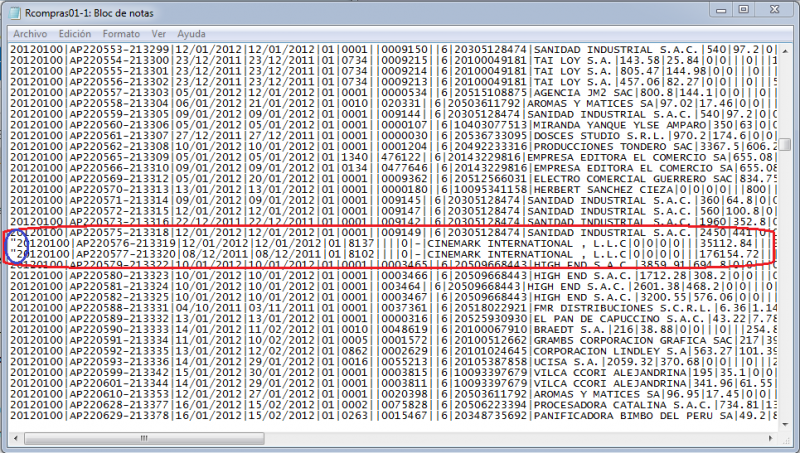 Rcompras01-1: Bloc de notas
Archivo Edición Formato Ver Ayuda
20120100|AP220553-213299|12/01/2012|12/01/2012|01|0001||0009150||6|20305128474|SANIDAD INDUSTRIAL S.A.C.|540|97.2|0|
20120100|AP220554-213300|23/12/2011|23/12/2011|01|0734||0009215||6|20100049181|TAI LOY S.A.|143.58|25.84|0|0||0|||1
20120100|AP220555-213301|23/12/2011|23/12/2011|01|0734||0009214||6|20100049181|TAI LOY S.A.|805.47|144.98|0|0||0|||
20120100|AP220556-213302|23/12/2011|23/12/2011|01|0734||0009213||6|20100049181|TAI LOY S.A.|457.06|82.27|0|0||0|||
20120100|AP220557-213303|05/01/2012|05/01/2012|01|0001||0000534||6|20515108875|AGENCIA JM2 SAC|800.8|144.1|0|0||0|||
20120100|AP220558-213304|06/01/2012|21/01/2012|05|0010||020331||6|20503611792|AROMAS Y MATICES SA|97.02|17.46|0|0||0|||
20120100|AP220559-213305|09/01/2012|09/01/2012|01|0001||009144||6|20305128474|SANIDAD INDUSTRIAL S.A.C.|540|97.2|0
20120100|AP220560-213306|05/01/2012|05/01/2012|01|0001||0000107||6|10403077513|MIRANDA YANQUE YLSE AMPARO|350|63|0|0
20120100|AP220561-213307|27/12/2011|27/12/2011|01|0001||0000030||6|20536733095|DOSCES STUDIO S.R.L.|970.2|174.6|0|0|
20120100|AP220562-213308|10/01/2012|10/01/2012|01|0001||0001204||6|20492233316|PRODUCCIONES TONDERO SAC|3367.5|606.2
20120100|AP220565-213309|05/01/2012|05/01/2012|01|1340||476122||6|20143229816|EMPRESA EDITORA EL COMERCIO SA|655.08|
20120100|AP220566-213310|09/01/2012|09/01/2012|01|0134||0477646||6|20143229816|EMPRESA EDITORA EL COMERCIO SA|655.08
20120100|AP220569-213312|05/01/2012|20/01/2012|01|0001||0009362||6|20512566031|ELECTRO COMERCIAL GUERRERO SAC|834.75
20120100|AP220570-213313|13/01/2012|13/01/2012|01|0001||0000180||6|10095341158|HERBERT SANCHEZ CIEZA|0|0|0|0|||800||
20120100|AP220571-213314|09/01/2012|09/01/2012|01|0001||009145||6|20305128474|SANIDAD INDUSTRIAL S.A.C.|360|64.8|0|
20120100|AP220572-213315|12/01/2012|12/01/2012|01|0001||009147||6|20305128474|SANIDAD INDUSTRIAL S.A.C.|560|100.8|0
20120100|AP220573-213316|22/12/2011|22/12/2011|01|0001||009142||6|20305128474|SANIDAD INDUSTRIAL S.A.C.|1960|352.8|
20120100|AP220575-213318|12/01/2012|12/01/2012|01|0001||009149||6|20305128474|SANIDAD INDUSTRIAL S.A.C.|2450|441|0
"20120100|AP220576-213319|12/01/2012|12/01/2012|01|8137||||0|-|CINEMARK INTERNATIONAL , L.L.C|0|0|0|0|||35112.84||
"20120100|AP220577-213320|08/12/2011|08/12/2011|01|8102||||0|-|CINEMARK INTERNATIONAL , L.L.C|0|0|0|0|||176154.72||
20120100|AP220579-213322|10/01/2012|10/01/2012|01|0001||0003465||6|20509668443|HIGH END S.A.C.|3859.91|694.8|0|0||
20120100|AP220580-213323|10/01/2012|10/01/2012|01|0001||0003466||6|20509668443|HIGH END S.A.C.|1712.28|308.2|0|0||
20120100|AP220581-213324|10/01/2012|10/01/2012|01|0001||003464||6|20509668443|HIGH END S.A.C.|2601.38|468.2|0|0||0|
20120100|AP220582-213325|10/01/2012|10/01/2012|01|0001||0003467||6|20509668443|HIGH END S.A.C.|3200.55|576.06|0|0||
20120100|AP220588-213331|04/10/2011|03/11/2011|01|0001||037361||6|20518022921|FMR DISTRIBUCIONES S.C.R.L.|6.36|1.14
20120100|AP220589-213332|13/01/2012|13/01/2012|01|0001||0000316||6|20525930930|EL PAN DE CAPUCCINO S.A.C.|43.22|7.78
20120100|AP220590-213333|14/01/2012|11/02/2012|01|0010||0048619||6|20100067910|BRAEDT S.A.|216|38.88|0|0||0|||254.8
20120100|AP220591-213334|11/01/2012|10/02/2012|01|0005||0001572||6|20100512662|GRAMBS CORPORACION GRAFICA SAC|217|39
20120100|AP220592-213335|13/01/2012|12/02/2012|01|0862||0002629||6|20101024645|CORPORACION LINDLEY S.A.|563.27|101.39
20120100|AP220593-213336|14/01/2012|29/01/2012|01|0016||0055213||6|20105387858|UCISA S.A.|2059.32|370.68|0|0||0|||2
20120100|AP220599-213342|15/01/2012|30/01/2012|01|0001||0003815||6|10093397679|VILCA CCORI ALEJANDRINA|195|35.1|0|0|
20120100|AP220601-213344|14/01/2012|29/01/2012|01|0001||0003811||6|10093397679|VILCA CCORI ALEJANDRINA|341.96|61.55
20120100|AP220610-213353|12/01/2012|27/01/2012|01|0001||0020398||6|20503611792|AROMAS Y MATICES SA|96.95|17.45|0|0||
20120100|AP220628-213377|16/01/2012|15/02/2012|01|0002||0075828||6|20506223394|PROCESADORA CATALINA S.A.C.|734.81|13
20120100|AP220629-213378|16/01/2012|15/02/2012|01|0263||0015467||6|20348735692|PANIFICADORA BIMBO DEL PERU SA|49.2|8